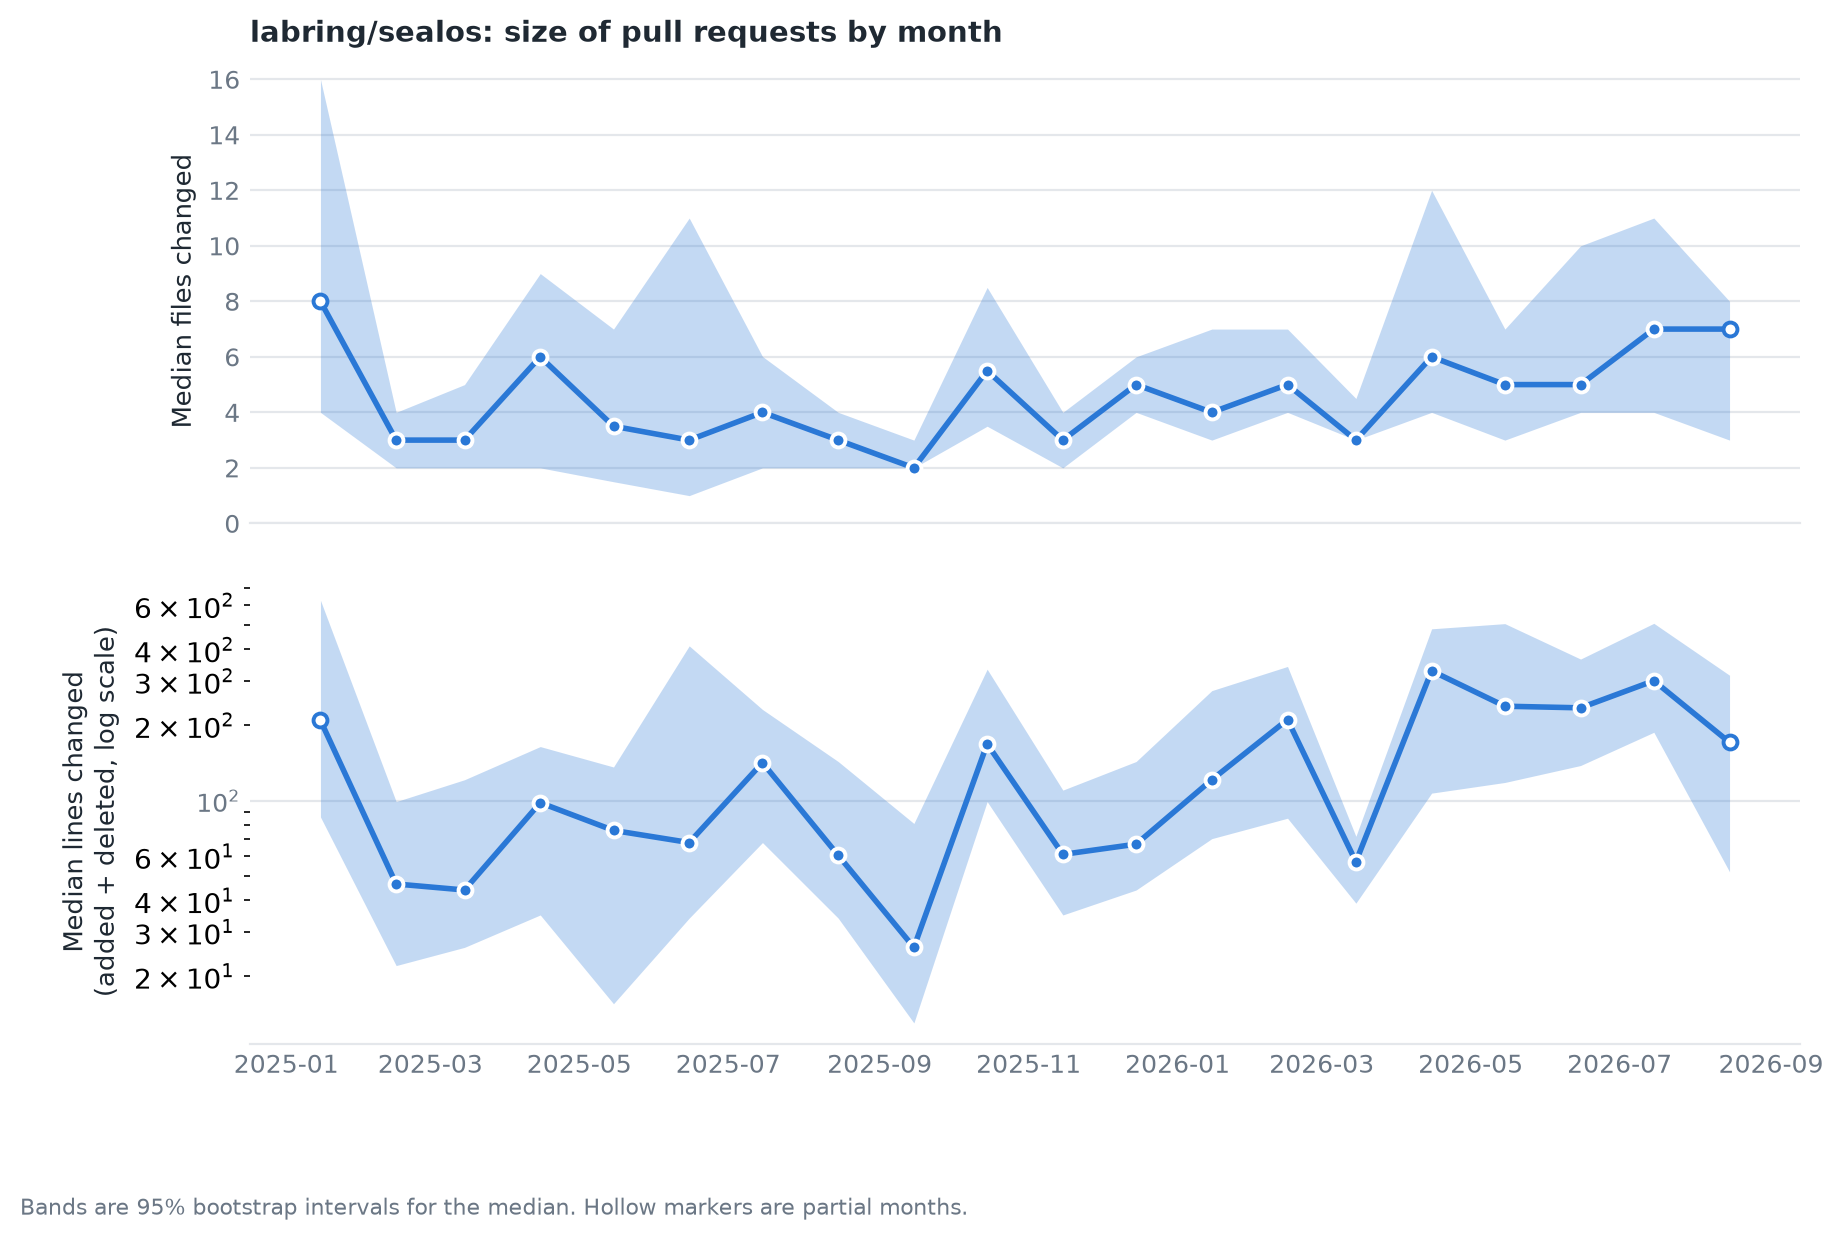 labring/sealos: size of pull requests by month
Median files changed
16
14
12
10
8
6
4
2
0
Median lines changed
(added + deleted, log scale)
6 × 10²
4 × 10²
3 × 10²
2 × 10²
10²
6 × 10¹
4 × 10¹
3 × 10¹
2 × 10¹
2025-01 2025-03 2025-05 2025-07 2025-09 2025-11 2026-01 2026-03 2026-05 2026-07 2026-09
Bands are 95% bootstrap intervals for the median. Hollow markers are partial months.